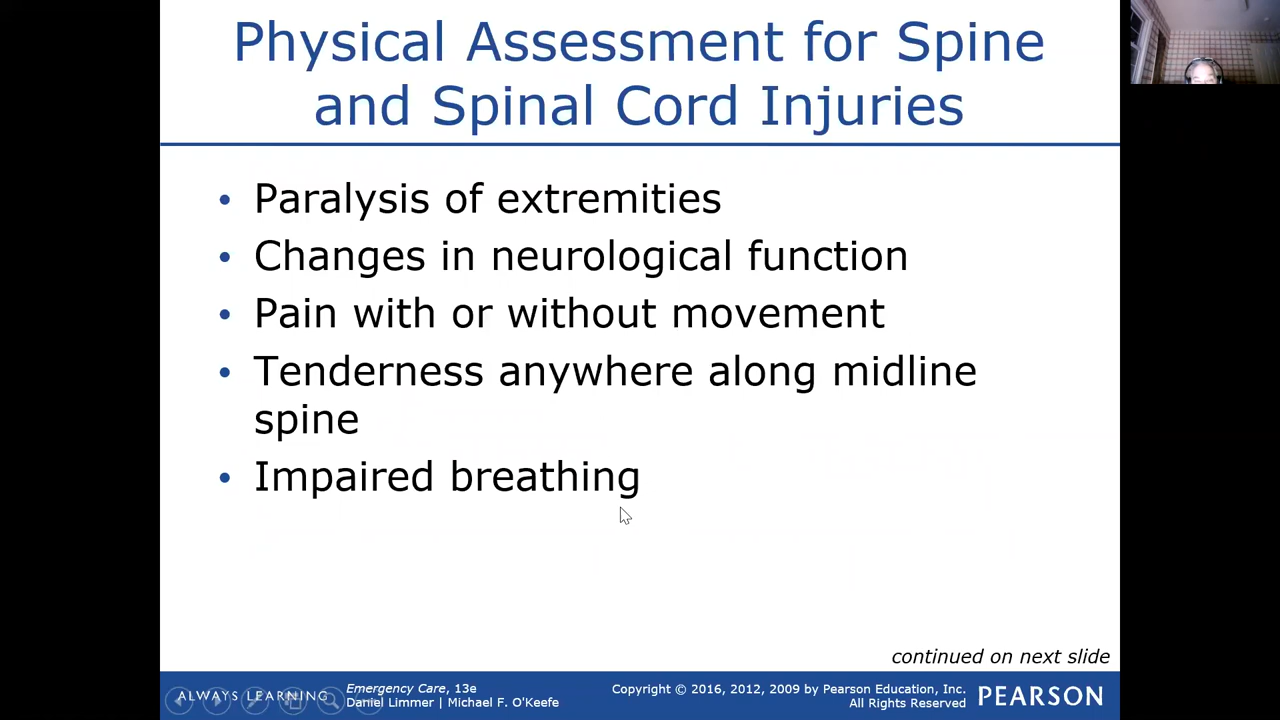 Physical Assessment for Spine
and Spinal Cord Injuries
• Paralysis of extremities
• Changes in neurological function
• Pain with or without movement
• Tenderness anywhere along midline
spine
• Impaired breathing
continued on next slide
ALWAYS LEARNING
Emergency Care, 13e
Daniel Limmer | Michael F. O'Keefe
Copyright © 2016, 2012, 2009 by Pearson Education, Inc.
All Rights Reserved
PEARSON